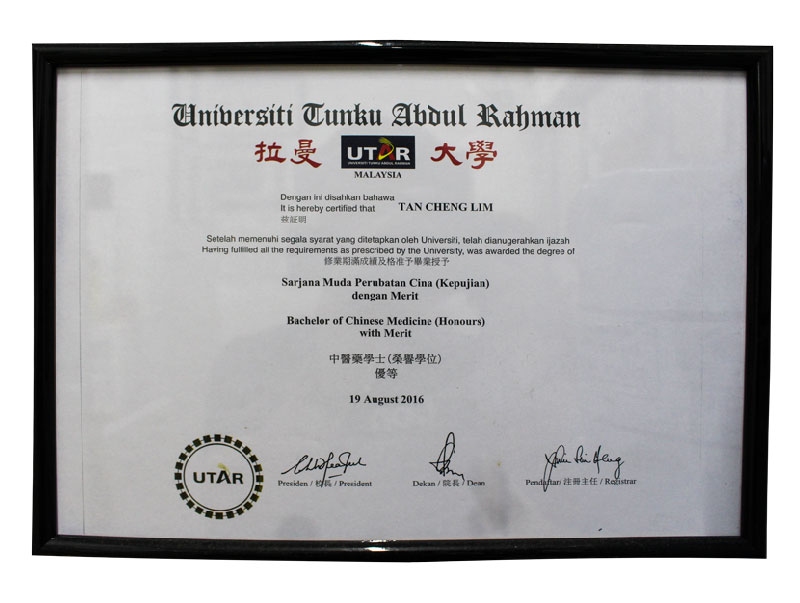 Universiti Tunku Abdul Rahman
拉曼 UTAR 大學
UNIVERSITI TUNKU ABDUL RAHMAN
MALAYSIA
Dengan ini disahkan bahawa
It is hereby certified that TAN CHENG LIM
茲証明
Setelah memenuhi segala syarat yang ditetapkan oleh Universiti, telah dianugerahkan ijazah
Having fulfilled all the requirements as prescribed by the University, was awarded the degree of
修業期滿成績及格准予畢業授予
Sarjana Muda Perubatan Cina (Kepujian)
dengan Merit
Bachelor of Chinese Medicine (Honours)
with Merit
中醫藥學士(榮譽學位)
優等
19 August 2016
UTAR
Presiden / 校長 / President
Dekan / 院長 / Dean
Pendaftar / 注冊主任 / Registrar